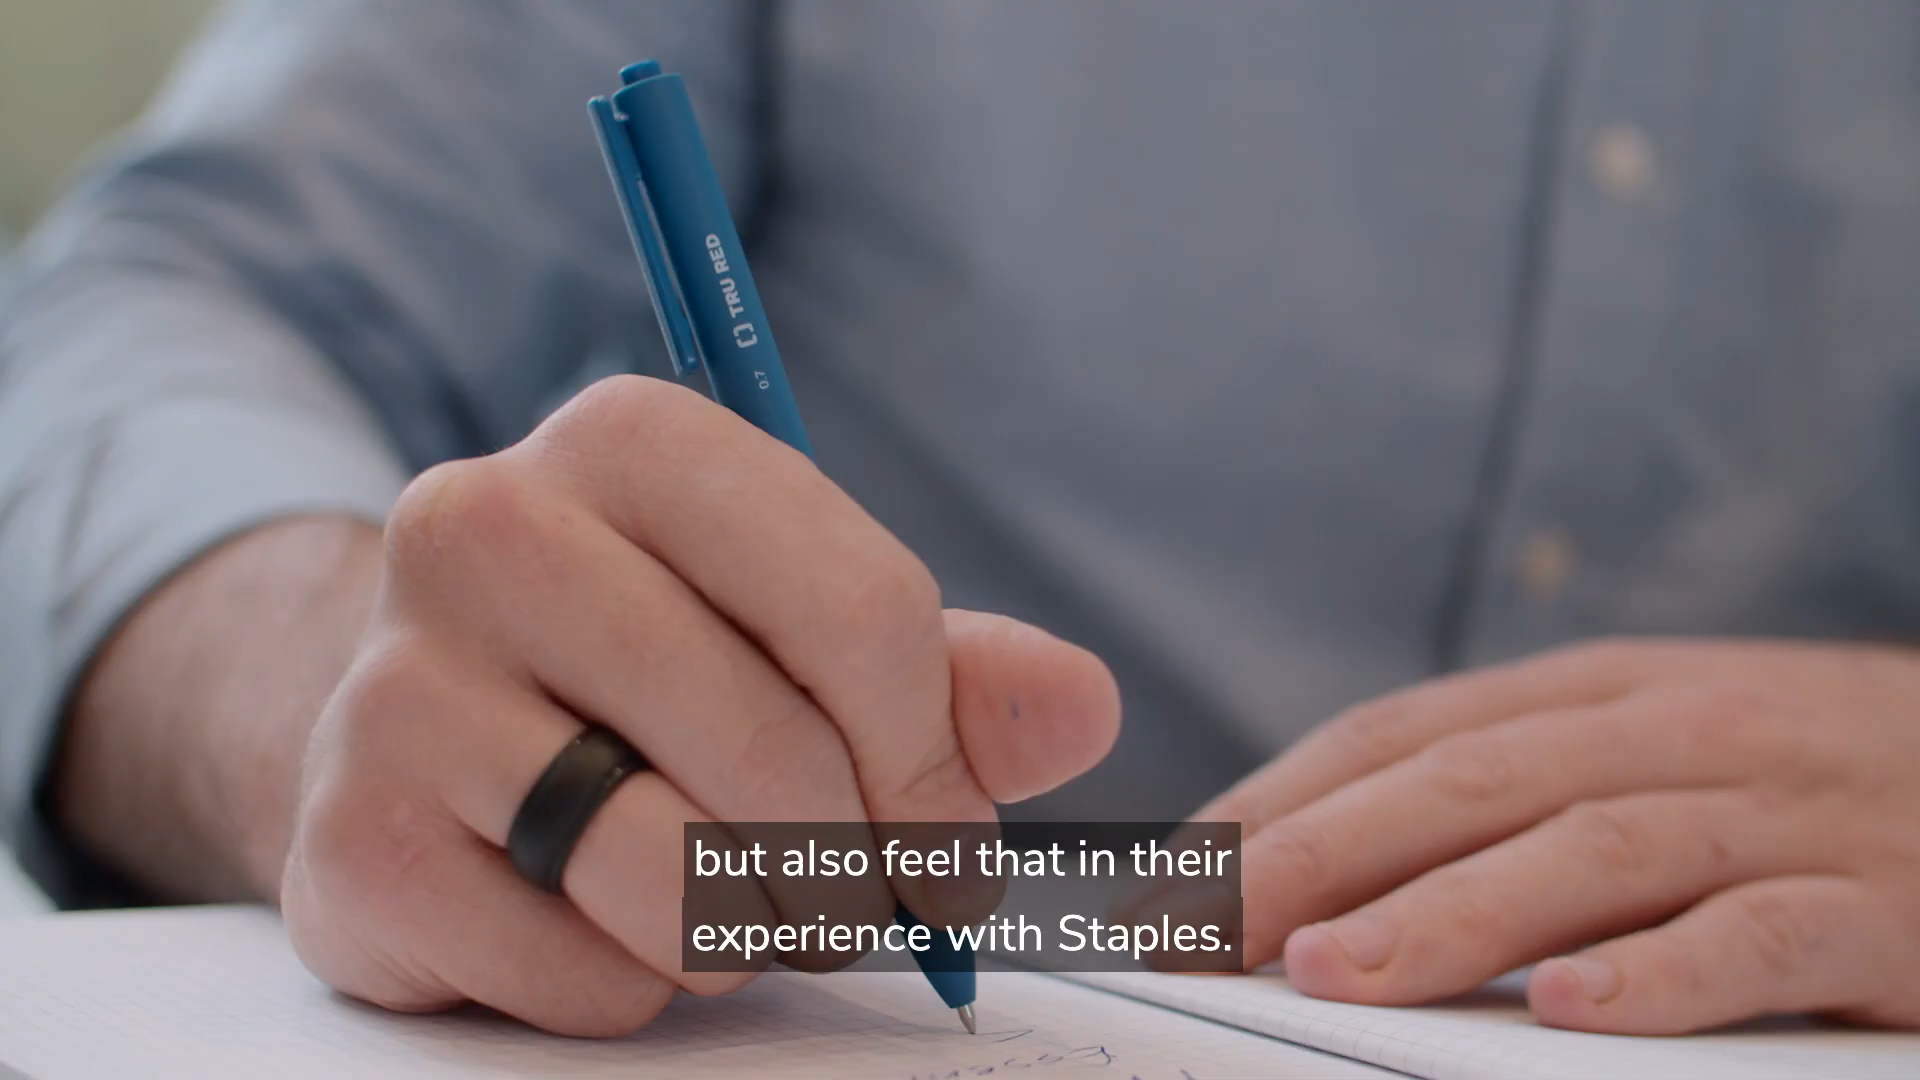 TRU RED
0.7
but also feel that in their
experience with Staples.